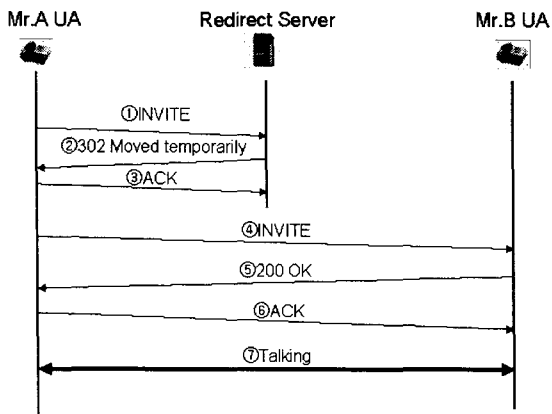 Mr.A UA Redirect Server Mr.B UA
①INVITE
②302 Moved temporarily
③ACK
④INVITE
⑤200 OK
⑥ACK
⑦Talking